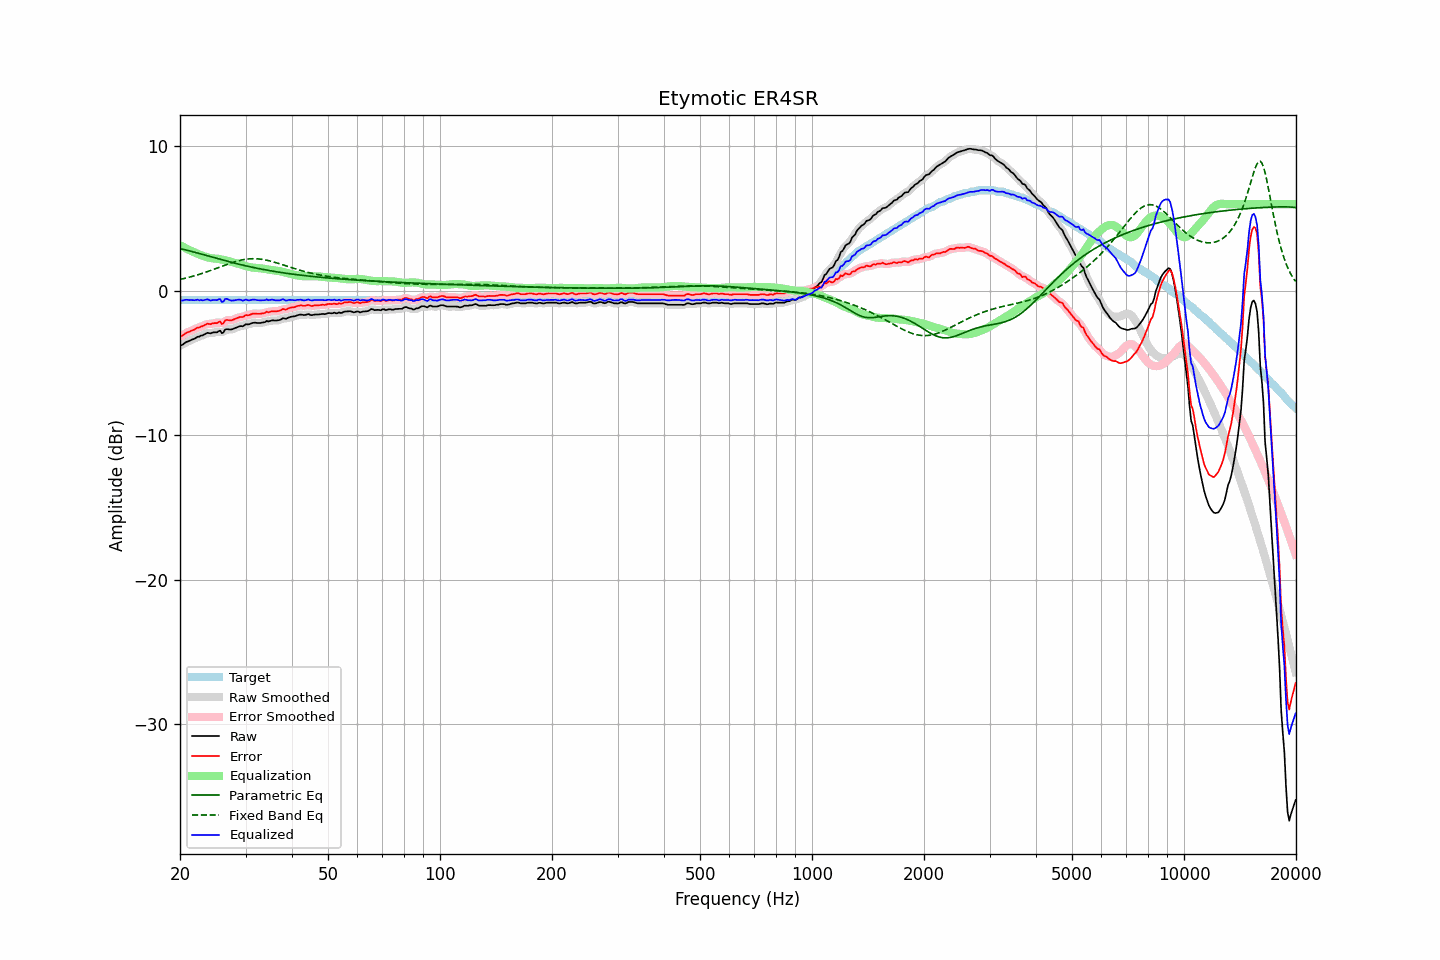 Etymotic ER4SR
Amplitude (dBr)
10
0
−10
−20
−30
Target
Raw Smoothed
Error Smoothed
Raw
Error
Equalization
Parametric Eq
Fixed Band Eq
Equalized
20 50 100 200 500 1000 2000 5000 10000 20000
Frequency (Hz)